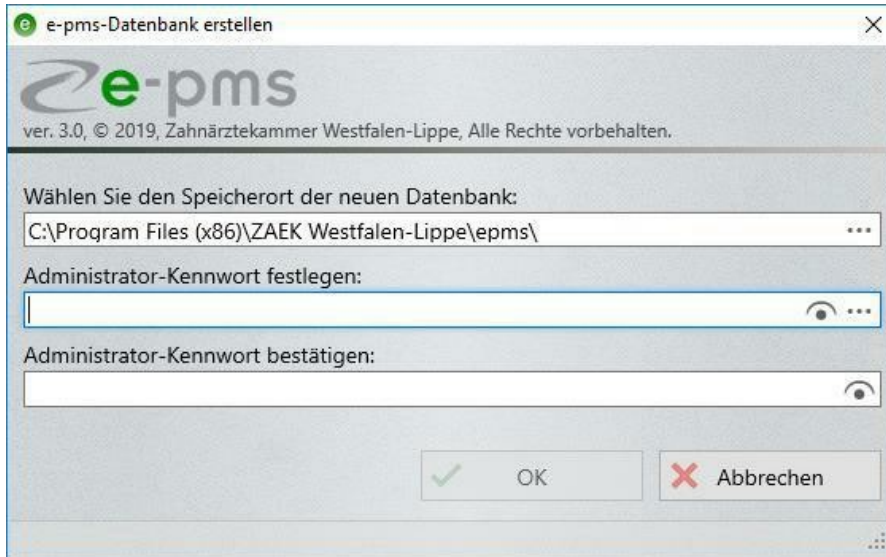 e e-pms-Datenbank erstellen
e-pms
ver. 3.0, © 2019, Zahnärztekammer Westfalen-Lippe, Alle Rechte vorbehalten.
Wählen Sie den Speicherort der neuen Datenbank:
C:\Program Files (x86)\ZAEK Westfalen-Lippe\epms\ ...
Administrator-Kennwort festlegen:
...
Administrator-Kennwort bestätigen:
OK Abbrechen